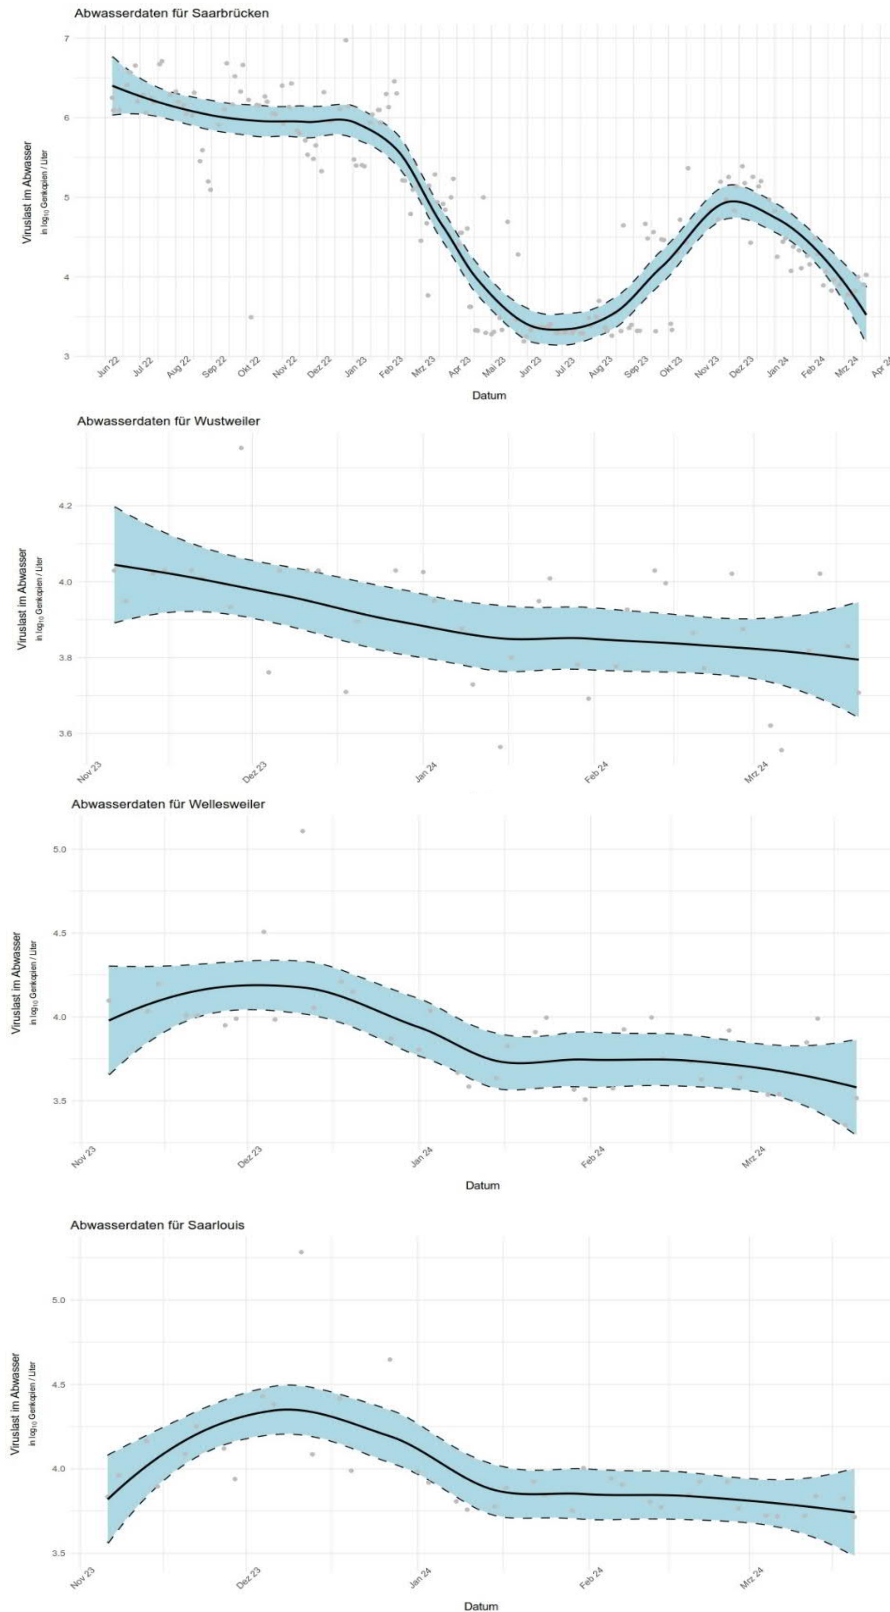 Abwasserdaten für Saarbrücken
Viruslast im Abwasser
in log₁₀ Genkopien / Liter
7
6
5
4
3
Jun 22
Jul 22
Aug 22
Sep 22
Okt 22
Nov 22
Dez 22
Jan 23
Feb 23
Mrz 23
Apr 23
Mai 23
Jun 23
Jul 23
Aug 23
Sep 23
Okt 23
Nov 23
Dez 23
Jan 24
Feb 24
Mrz 24
Apr 24
Datum
Abwasserdaten für Wustweiler
Viruslast im Abwasser
in log₁₀ Genkopien / Liter
4.2
4.0
3.8
3.6
Nov 23
Dez 23
Jan 24
Feb 24
Mrz 24
Abwasserdaten für Wellesweiler
Viruslast im Abwasser
in log₁₀ Genkopien / Liter
5.0
4.5
4.0
3.5
Nov 23
Dez 23
Jan 24
Feb 24
Mrz 24
Datum
Abwasserdaten für Saarlouis
Viruslast im Abwasser
in log₁₀ Genkopien / Liter
5.0
4.5
4.0
3.5
Nov 23
Dez 23
Jan 24
Feb 24
Mrz 24
Datum